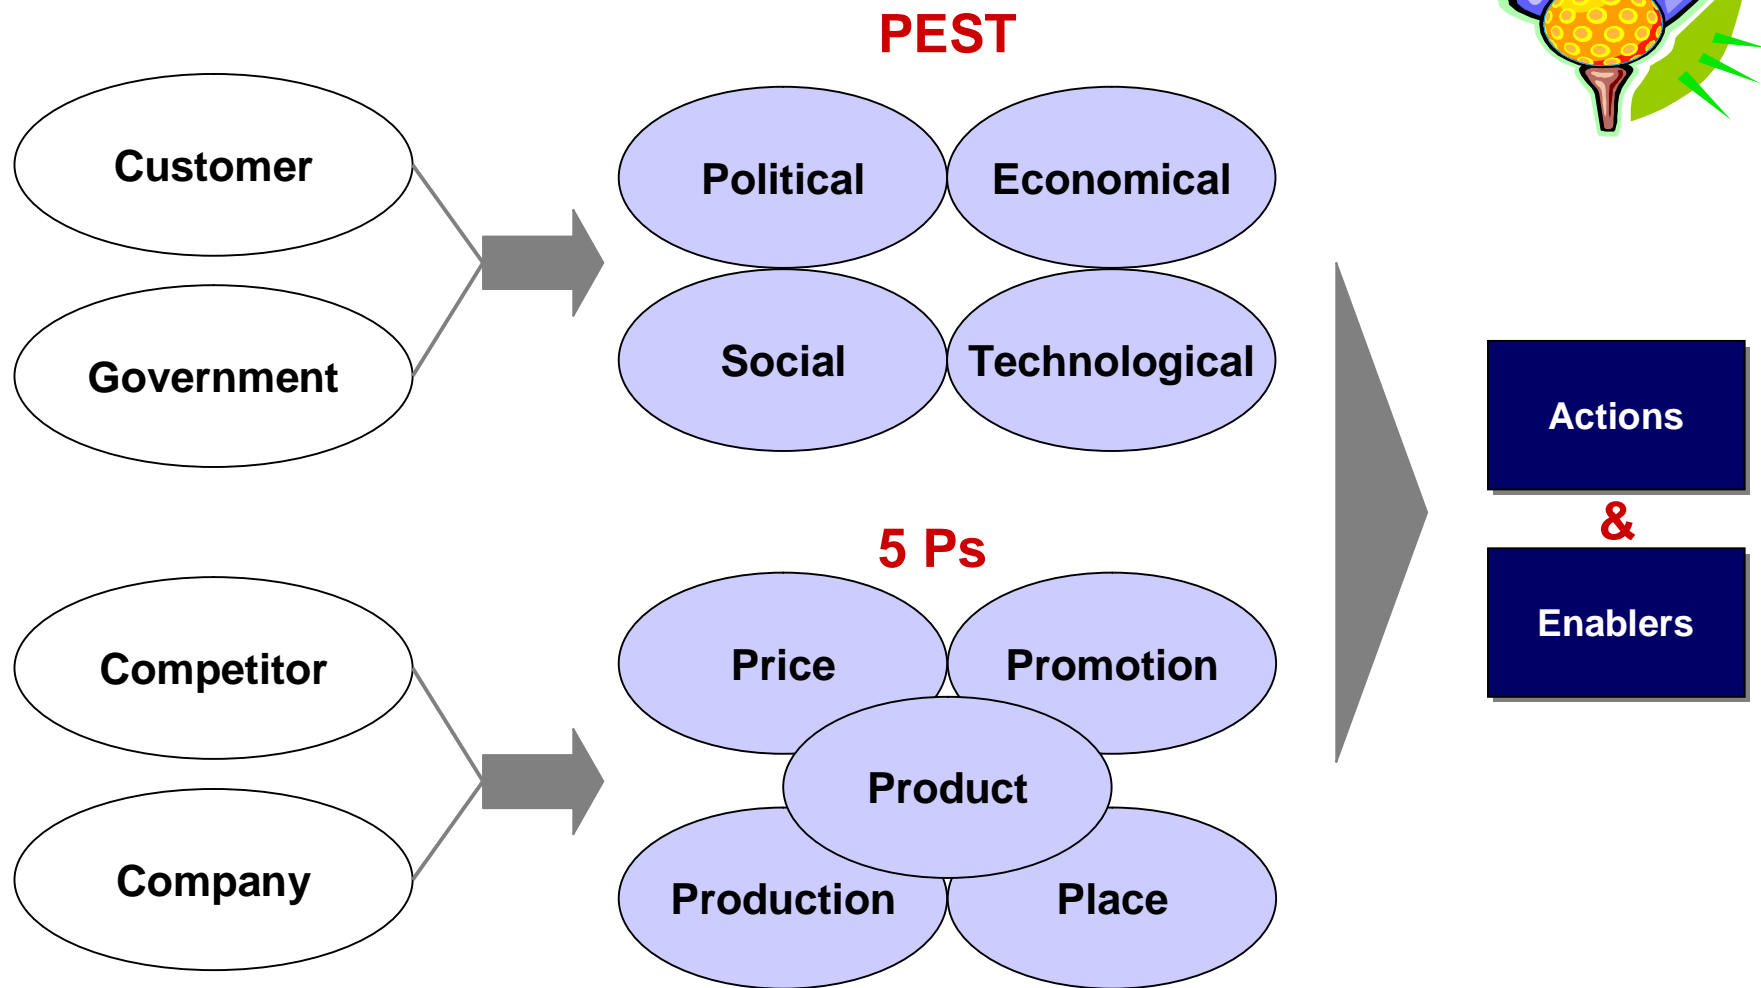 PEST
Customer
Political
Economical
Government
Social
Technological
Actions
&
Enablers
5 Ps
Competitor
Price
Promotion
Product
Company
Production
Place